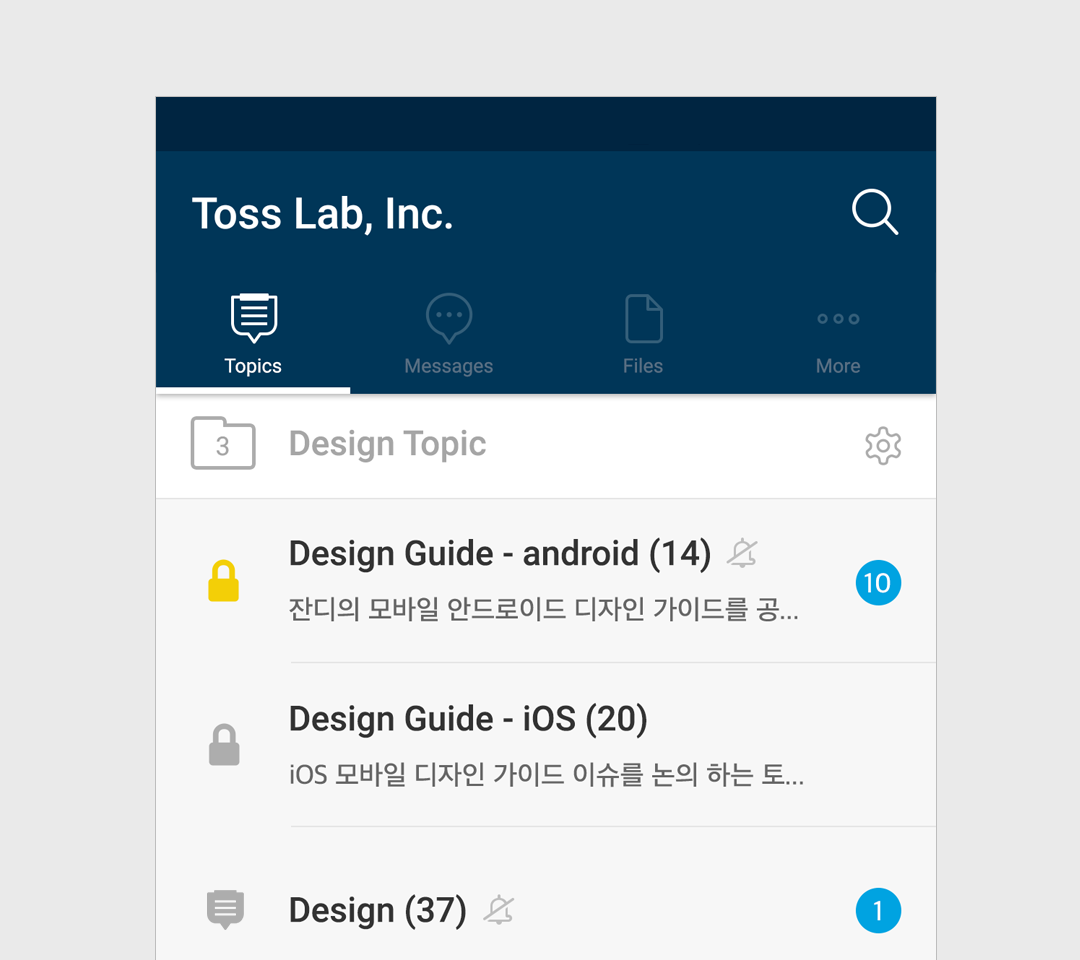 Toss Lab, Inc.
Topics Messages Files More
3 Design Topic
Design Guide - android (14)
10
잔디의 모바일 안드로이드 디자인 가이드를 공...
Design Guide - iOS (20)
iOS 모바일 디자인 가이드 이슈를 논의 하는 토...
Design (37) 1